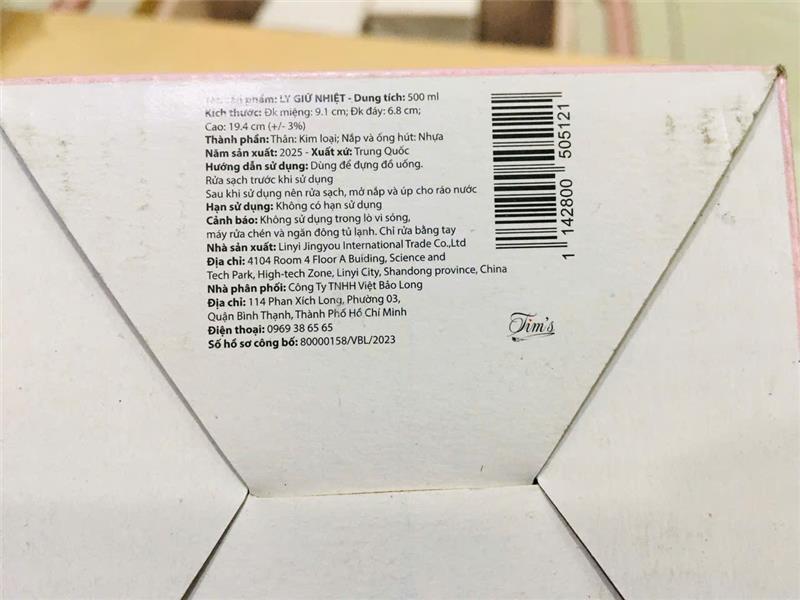 Tên sản phẩm: LY GIỮ NHIỆT - Dung tích: 500 ml
Kích thước: Đk miệng: 9.1 cm; Đk đáy: 6.8 cm;
Cao: 19.4 cm (+/- 3%)
Thành phần: Thân: Kim loại; Nắp và ống hút: Nhựa
Năm sản xuất: 2025 - Xuất xứ: Trung Quốc
Hướng dẫn sử dụng: Dùng để đựng đồ uống.
Rửa sạch trước khi sử dụng
Sau khi sử dụng nên rửa sạch, mở nắp và úp cho ráo nước
Hạn sử dụng: Không có hạn sử dụng
Cảnh báo: Không sử dụng trong lò vi sóng,
máy rửa chén và ngăn đông tủ lạnh. Chỉ rửa bằng tay
Nhà sản xuất: Linyi Jingyou International Trade Co.,Ltd
Địa chỉ: 4104 Room 4 Floor A Buiding, Science and
Tech Park, High-tech Zone, Linyi City, Shandong province, China
Nhà phân phối: Công Ty TNHH Việt Bảo Long
Địa chỉ: 114 Phan Xích Long, Phường 03,
Quận Bình Thạnh, Thành Phố Hồ Chí Minh
Điện thoại: 0969 38 65 65
Số hồ sơ công bố: 80000158/VBL/2023
1 142800 505121
Tim's